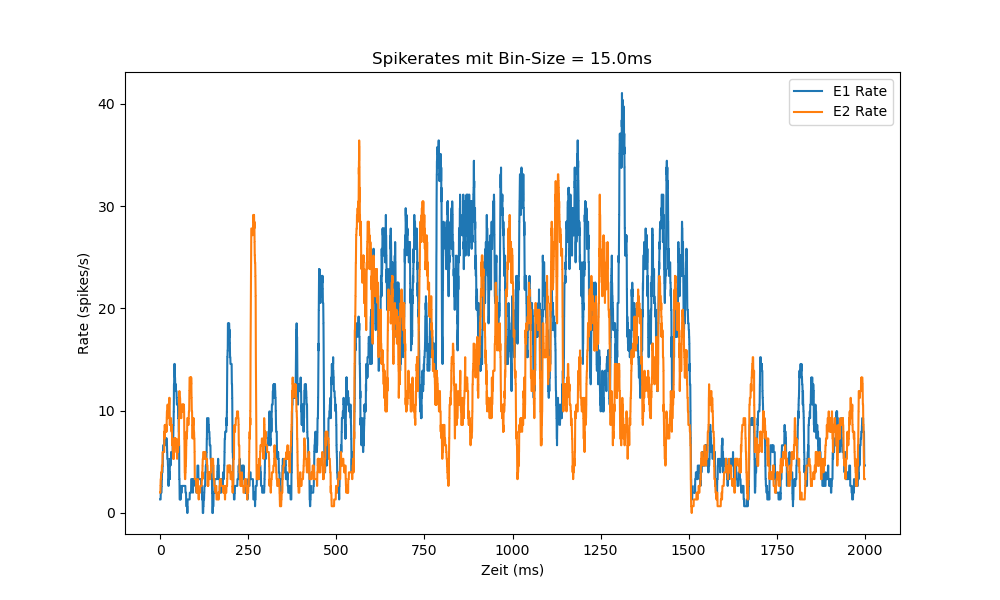 Spikerates mit Bin-Size = 15.0ms
E1 Rate
E2 Rate
40
30
20
10
0
Rate (spikes/s)
0 250 500 750 1000 1250 1500 1750 2000
Zeit (ms)